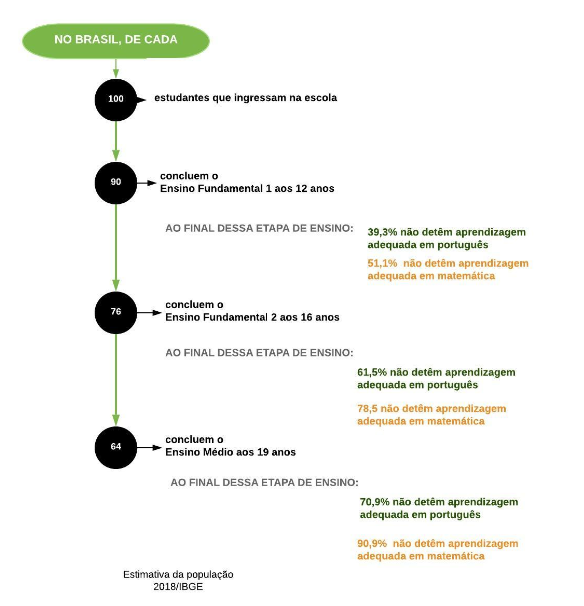 NO BRASIL, DE CADA
100
estudantes que ingressam na escola
90
concluem o
Ensino Fundamental 1 aos 12 anos
AO FINAL DESSA ETAPA DE ENSINO:
39,3% não detêm aprendizagem
adequada em português
51,1% não detêm aprendizagem
adequada em matemática
76
concluem o
Ensino Fundamental 2 aos 16 anos
AO FINAL DESSA ETAPA DE ENSINO:
61,5% não detêm aprendizagem
adequada em português
78,5 não detêm aprendizagem
adequada em matemática
64
concluem o
Ensino Médio aos 19 anos
AO FINAL DESSA ETAPA DE ENSINO:
70,9% não detêm aprendizagem
adequada em português
90,9% não detêm aprendizagem
adequada em matemática
Estimativa da população
2018/IBGE